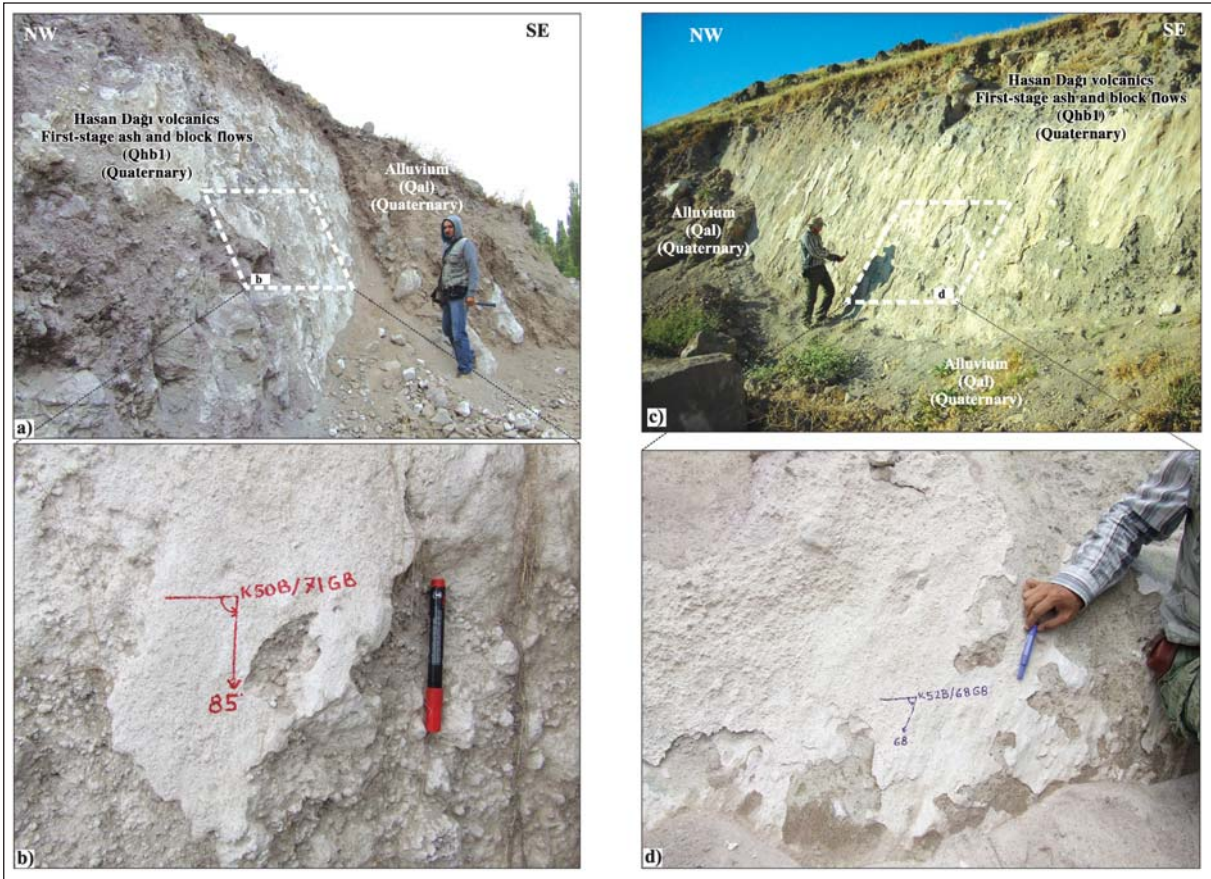 NW
SE
Hasan Dağı volcanics
First-stage ash and block flows
(Qhb1)
(Quaternary)
Alluvium
(Qal)
(Quaternary)
b
a)
NW
SE
Hasan Dağı volcanics
First-stage ash and block flows
(Qhb1)
(Quaternary)
Alluvium
(Qal)
(Quaternary)
d
Alluvium
(Qal)
(Quaternary)
c)
K50B/71GB
85
b)
K52B/68GB
68
d)